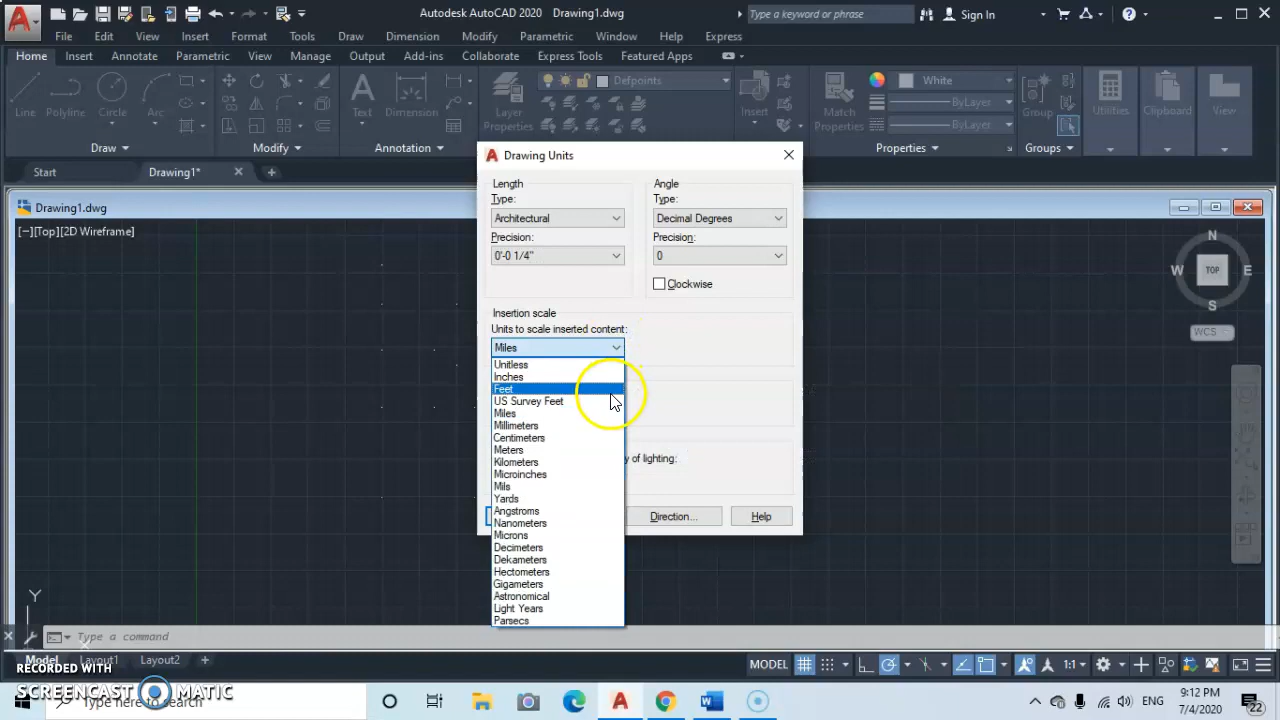 Autodesk AutoCAD 2020 Drawing1.dwg
Type a keyword or phrase
Sign In
File Edit View Insert Format Tools Draw Dimension Modify Parametric Window Help Express
Home Insert Annotate Parametric View Manage Output Add-ins Collaborate Express Tools Featured Apps
Line Polyline Circle Arc
Text Dimension
Layer Properties
Defpoints
Insert
Match Properties
White
ByLayer
ByLayer
Group
Utilities
Clipboard
View
Draw Modify Annotation Properties Groups
Start Drawing1*
Drawing1.dwg
[−][Top][2D Wireframe]
Drawing Units
Length
Type:
Architectural
Precision:
0'-0 1/4"
Angle
Type:
Decimal Degrees
Precision:
0
Clockwise
Insertion scale
Units to scale inserted content:
Miles
Unitless
Inches
Feet
US Survey Feet
Miles
Millimeters
Centimeters
Meters
Kilometers
Microinches
Mils
Yards
Angstroms
Nanometers
Microns
Decimeters
Dekameters
Hectometers
Gigameters
Astronomical
Light Years
Parsecs
y of lighting:
Direction... Help
N
W TOP E
S
WCS
Y
Type a command
Model Layout1 Layout2
MODEL 1:1
RECORDED WITH
SCREENCAST MATIC
Type here to search
ENG
9:12 PM
7/4/2020
22